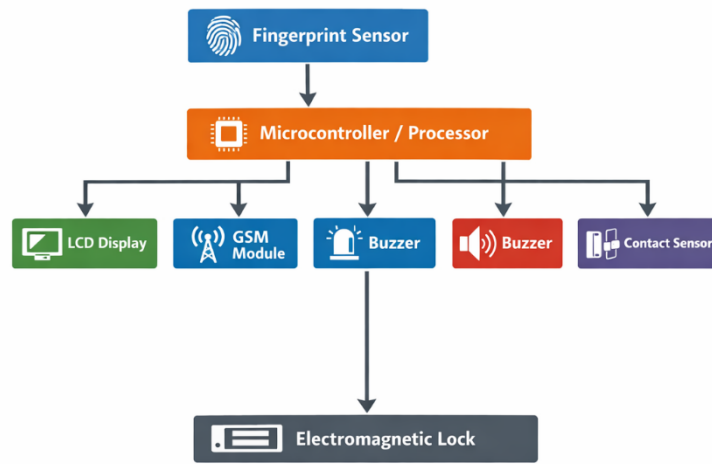 Fingerprint Sensor
Microcontroller / Processor
LCD Display
GSM
Module
Buzzer
Buzzer
Contact Sensor
Electromagnetic Lock